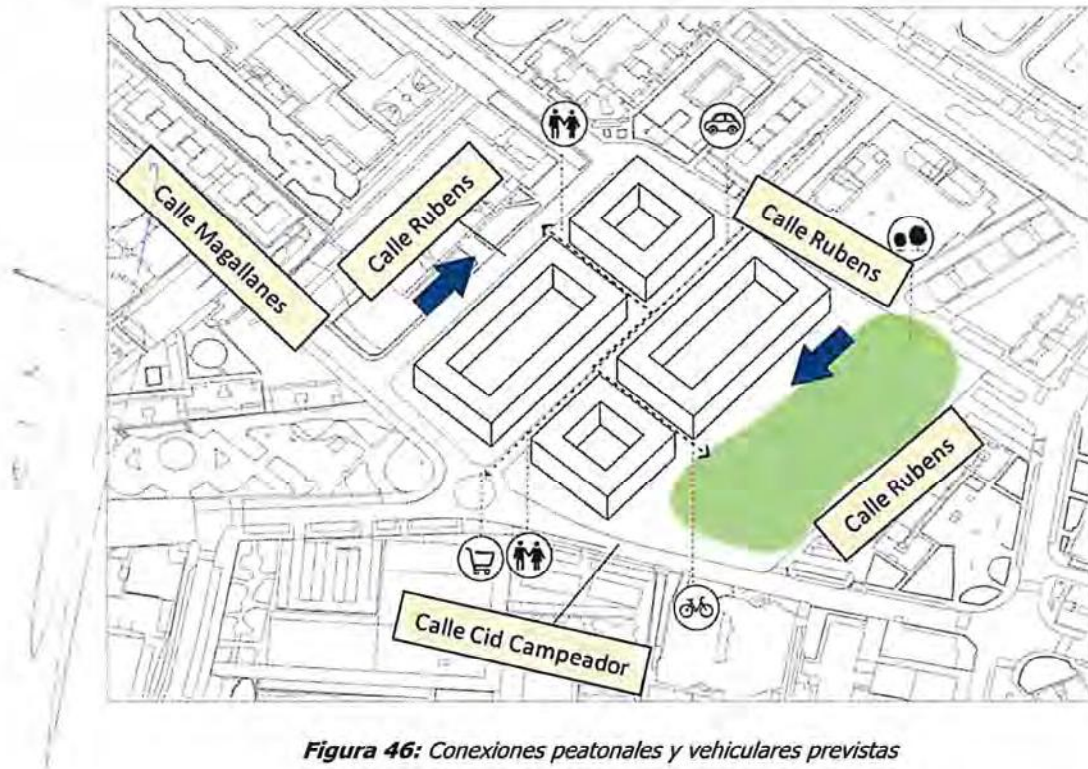 Calle Magallanes
Calle Rubens
Calle Rubens
Calle Rubens
Calle Cid Campeador
Figura 46: Conexiones peatonales y vehiculares previstas